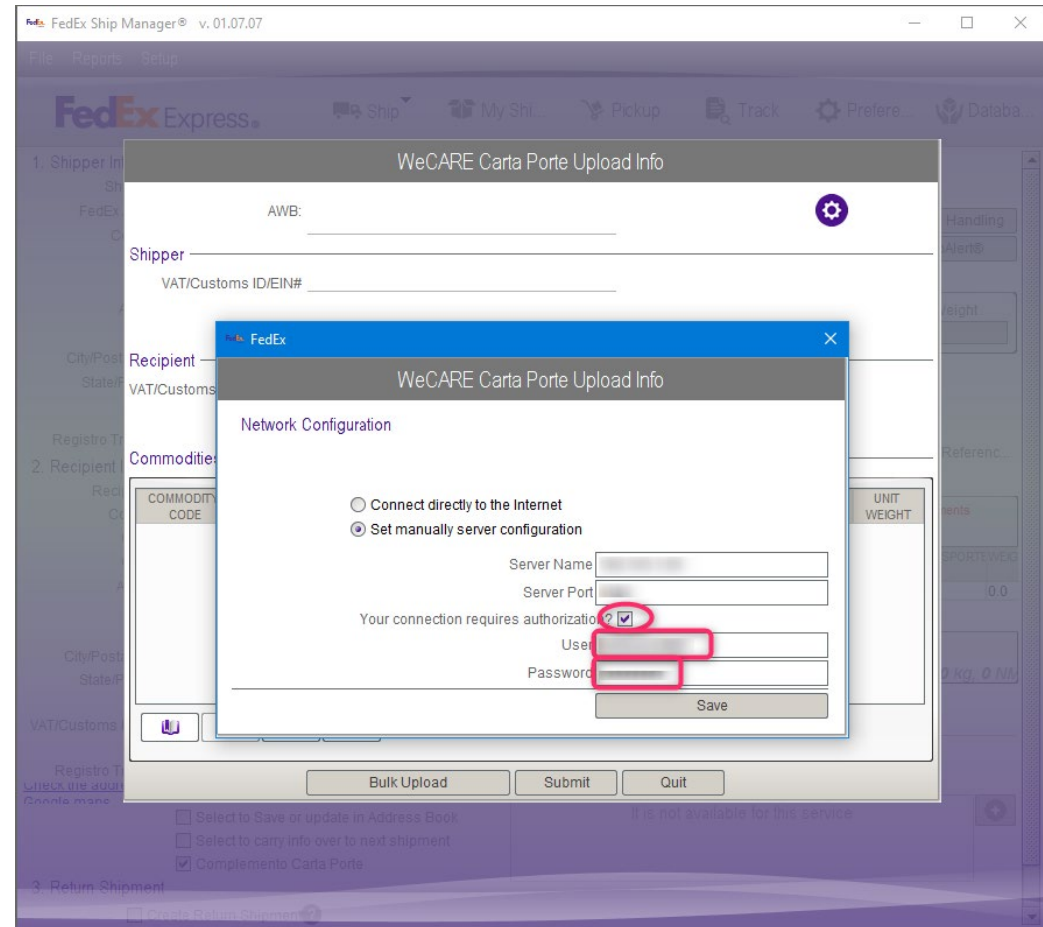 FedEx Ship Manager® v. 01.07.07
File Reports Setup
FedEx Express® Ship My Shi... Pickup Track Prefere... Databa...
WeCARE Carta Porte Upload Info
1. Shipper In
AWB:
FedEx
Handling
Alert®
Shipper
VAT/Customs ID/EIN#
FedEx
City/Post
Recipient
State/P
VAT/Customs
WeCARE Carta Porte Upload Info
Network Configuration
Registro Tr
2. Recipient I
Commodities
Referenc...
COMMODITY CODE
UNIT WEIGHT
Connect directly to the Internet
Set manually server configuration
Server Name
Server Port
0.0
Your connection requires authorization?
User
City/Post
Password
State/P
0 kg, 0 NM
Save
VAT/Customs I
Registro Tr
Bulk Upload Submit Quit
Check the addre
Google maps
Select to Save or update in Address Book
It is not available for this service
Select to carry info over to next shipment
Complemento Carta Porte
3. Return Shipment
Create Return Shipment ?